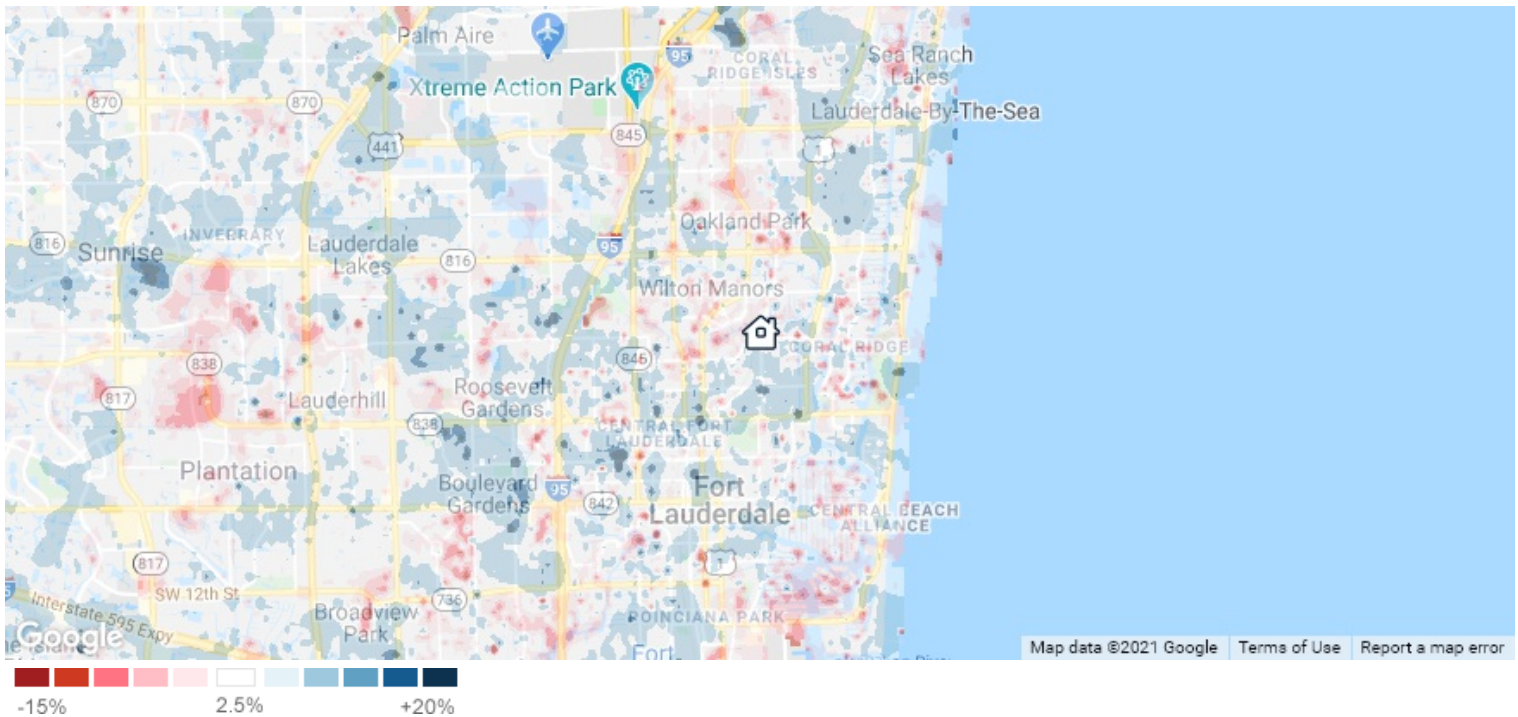 Palm Aire
95
CORAL
RIDGE ISLES
Sea Ranch
Lakes
Xtreme Action Park
870
870
Lauderdale-By-The-Sea
845
441
1
Oakland Park
816
INVERRARY
Lauderdale
Lakes
Sunrise
95
816
Wilton Manors
CORAL RIDGE
838
845
817
Lauderhill
Roosevelt
Gardens
838
CENTRAL FORT
LAUDERDALE
Plantation
Boulevard
Gardens
95
842
Fort
Lauderdale
CENTRAL BEACH
ALLIANCE
817
1
SW 12th St
736
Interstate 595 Expy
Broadview
Park
POINCIANA PARK
Google
Fort
Map data ©2021 Google
Terms of Use
Report a map error
-15%
2.5%
+20%